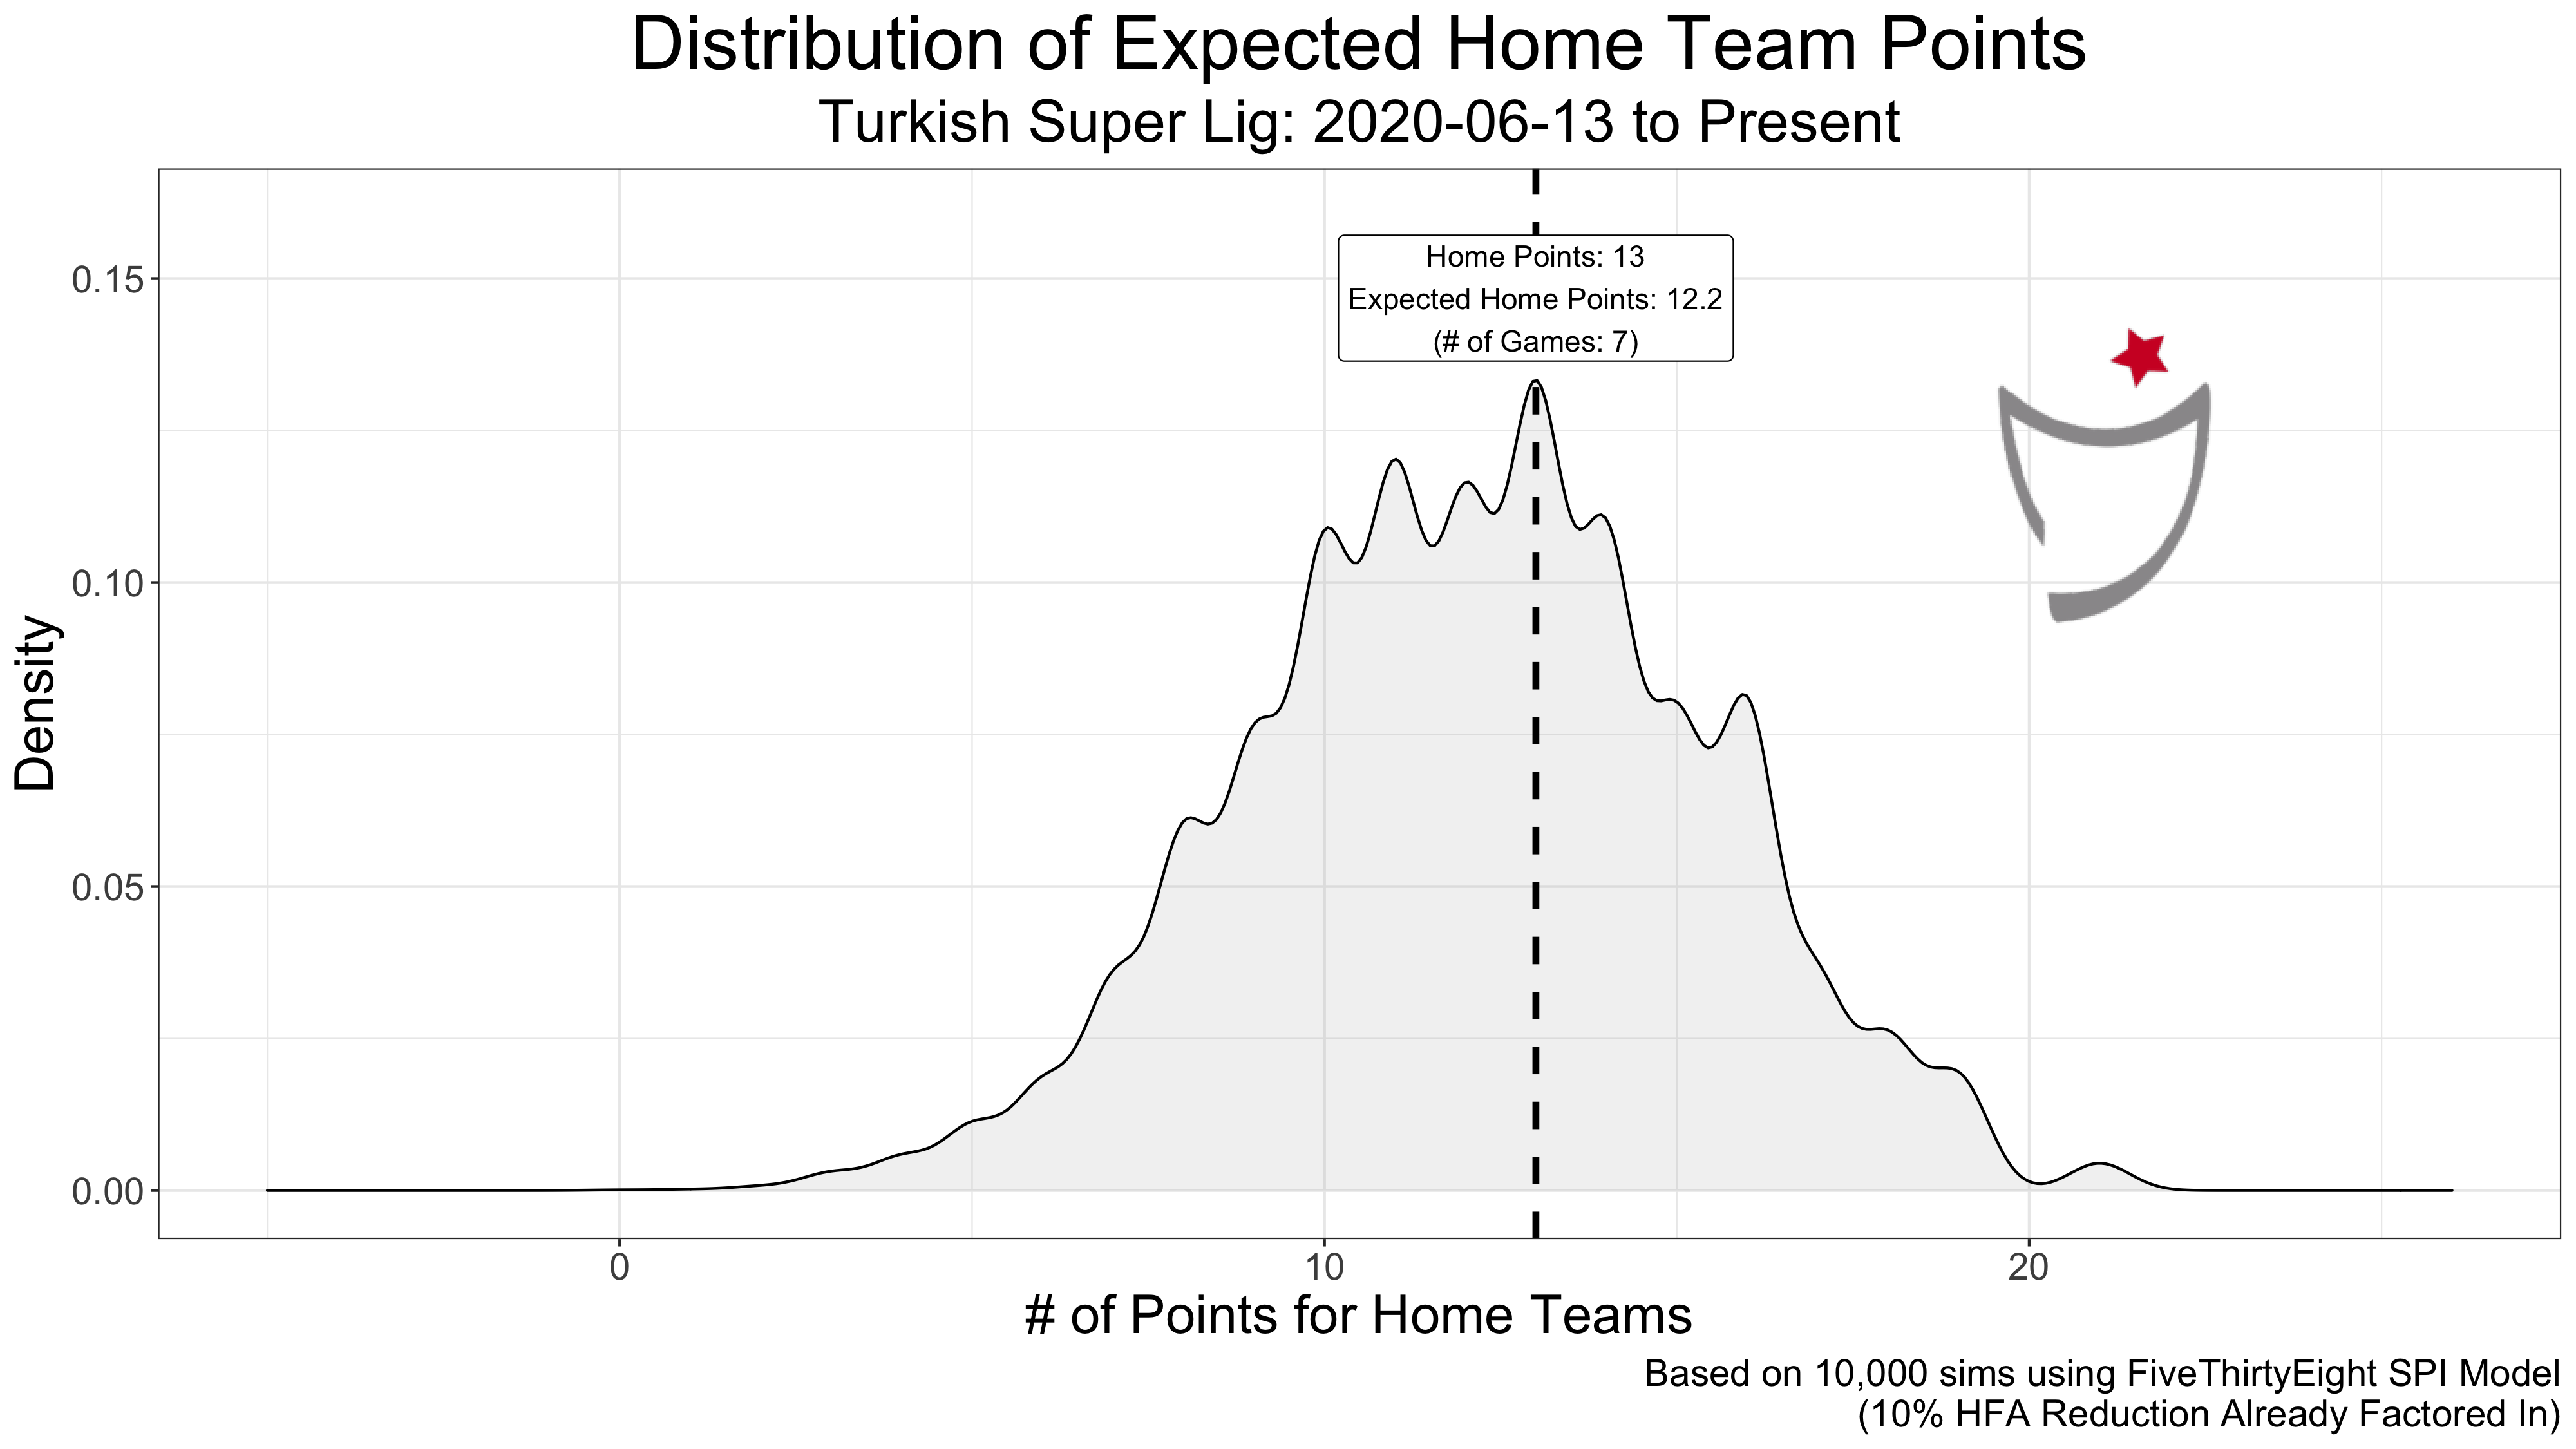 Distribution of Expected Home Team Points
Turkish Super Lig: 2020-06-13 to Present
Home Points: 13
Expected Home Points: 12.2
(# of Games: 7)
0.15
0.10
0.05
0.00
Density
0
10
20
# of Points for Home Teams
Based on 10,000 sims using FiveThirtyEight SPI Model
(10% HFA Reduction Already Factored In)